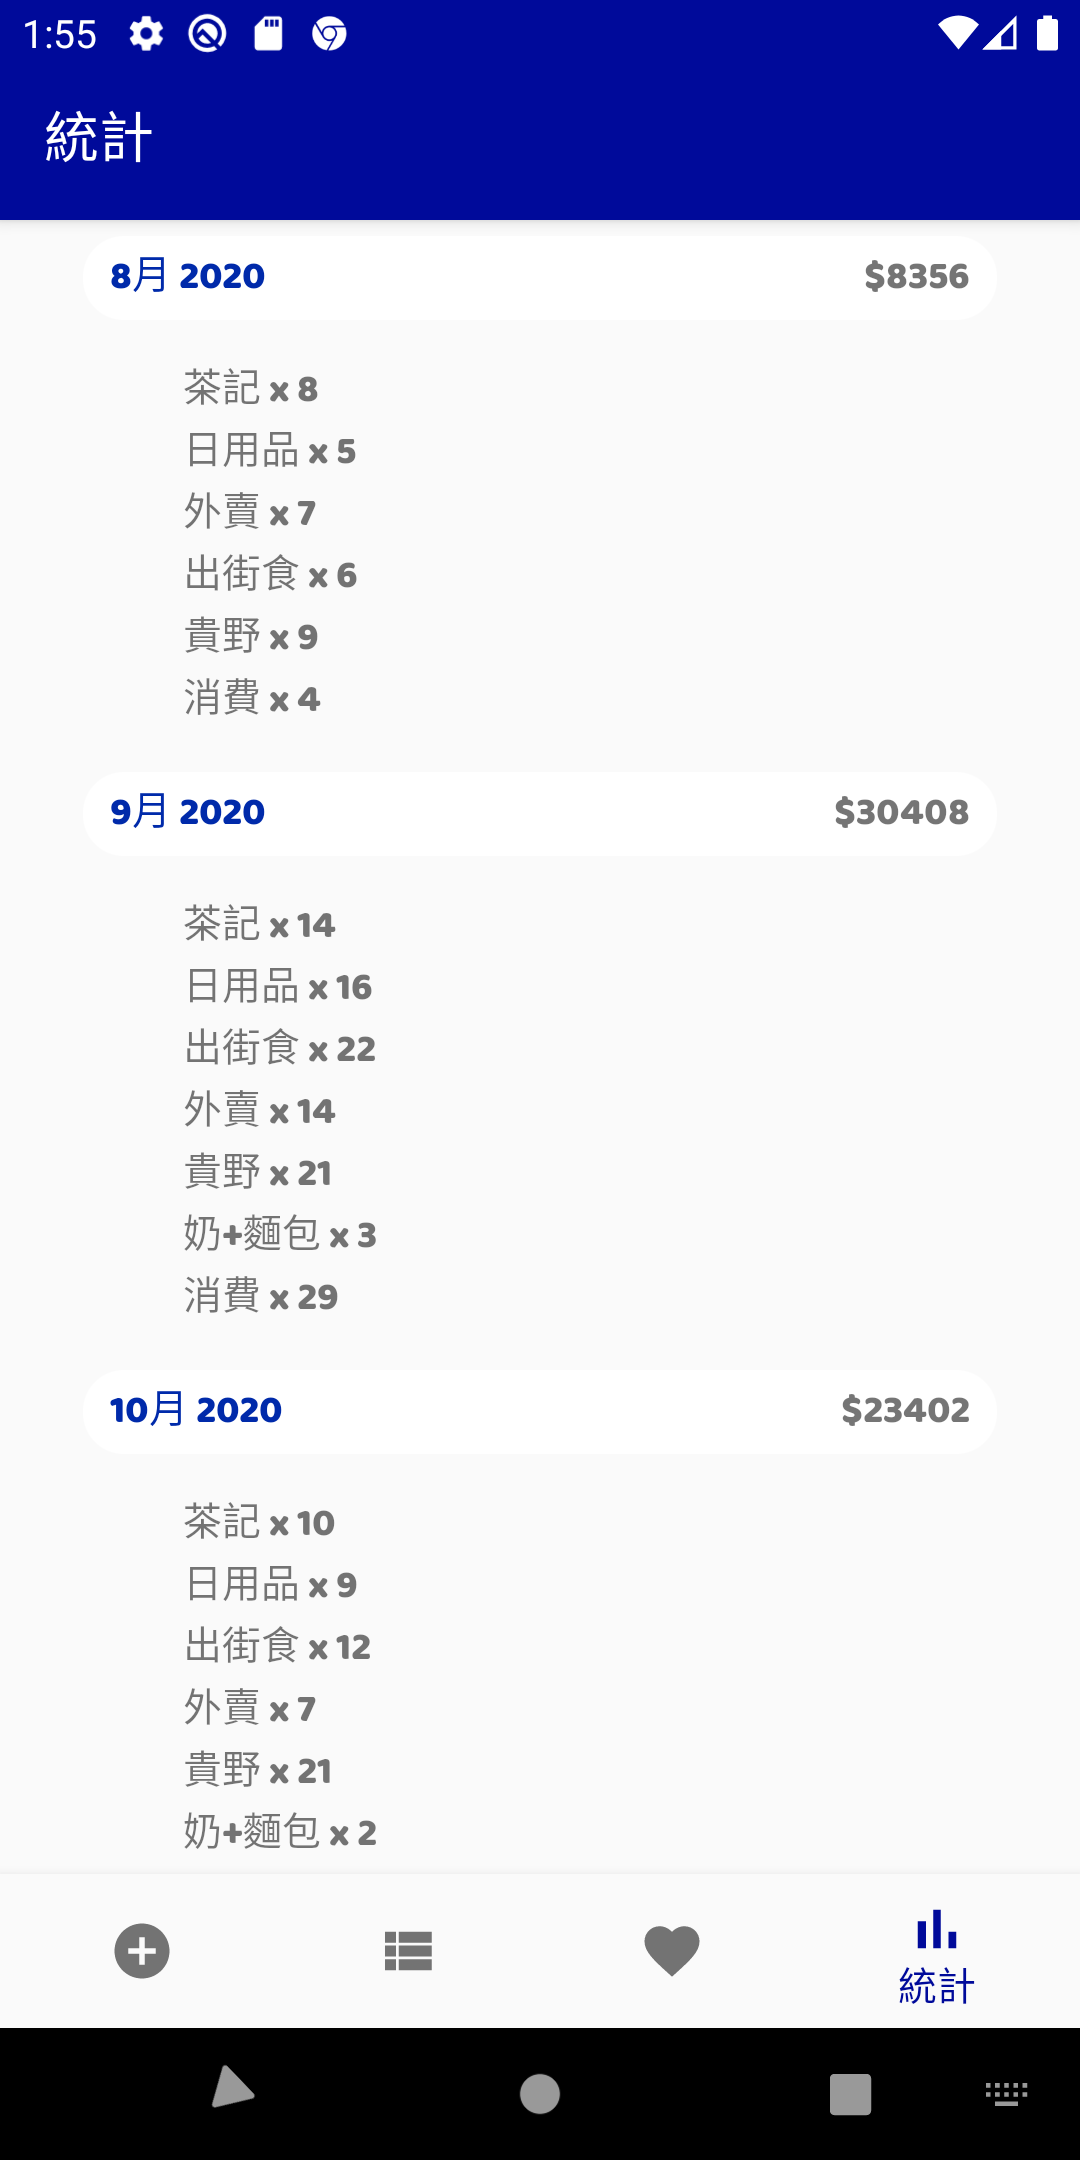 1:55
統計
8月 2020 $8356
茶記 x 8
日用品 x 5
外賣 x 7
出街食 x 6
貴野 x 9
消費 x 4
9月 2020 $30408
茶記 x 14
日用品 x 16
出街食 x 22
外賣 x 14
貴野 x 21
奶+麵包 x 3
消費 x 29
10月 2020 $23402
茶記 x 10
日用品 x 9
出街食 x 12
外賣 x 7
貴野 x 21
奶+麵包 x 2
統計